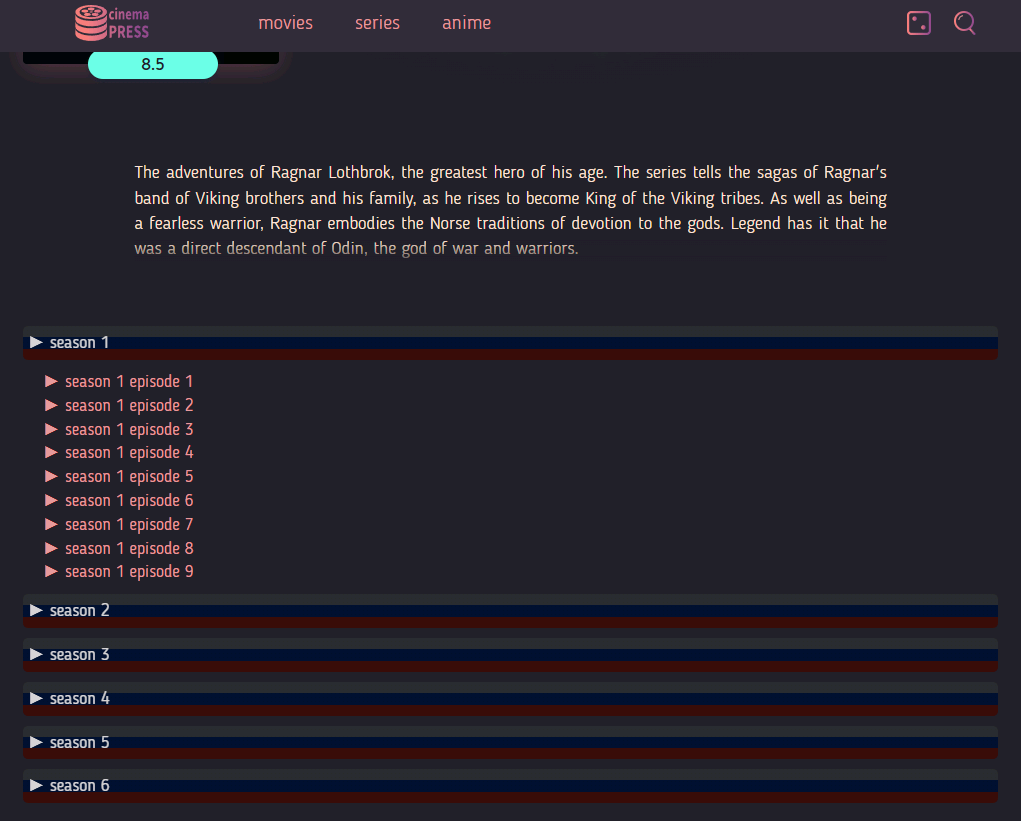 cinema
PRESS
movies series anime
8.5
The adventures of Ragnar Lothbrok, the greatest hero of his age. The series tells the sagas of Ragnar's
band of Viking brothers and his family, as he rises to become King of the Viking tribes. As well as being
a fearless warrior, Ragnar embodies the Norse traditions of devotion to the gods. Legend has it that he
was a direct descendant of Odin, the god of war and warriors.
▶ season 1
▶ season 1 episode 1
▶ season 1 episode 2
▶ season 1 episode 3
▶ season 1 episode 4
▶ season 1 episode 5
▶ season 1 episode 6
▶ season 1 episode 7
▶ season 1 episode 8
▶ season 1 episode 9
▶ season 2
▶ season 3
▶ season 4
▶ season 5
▶ season 6